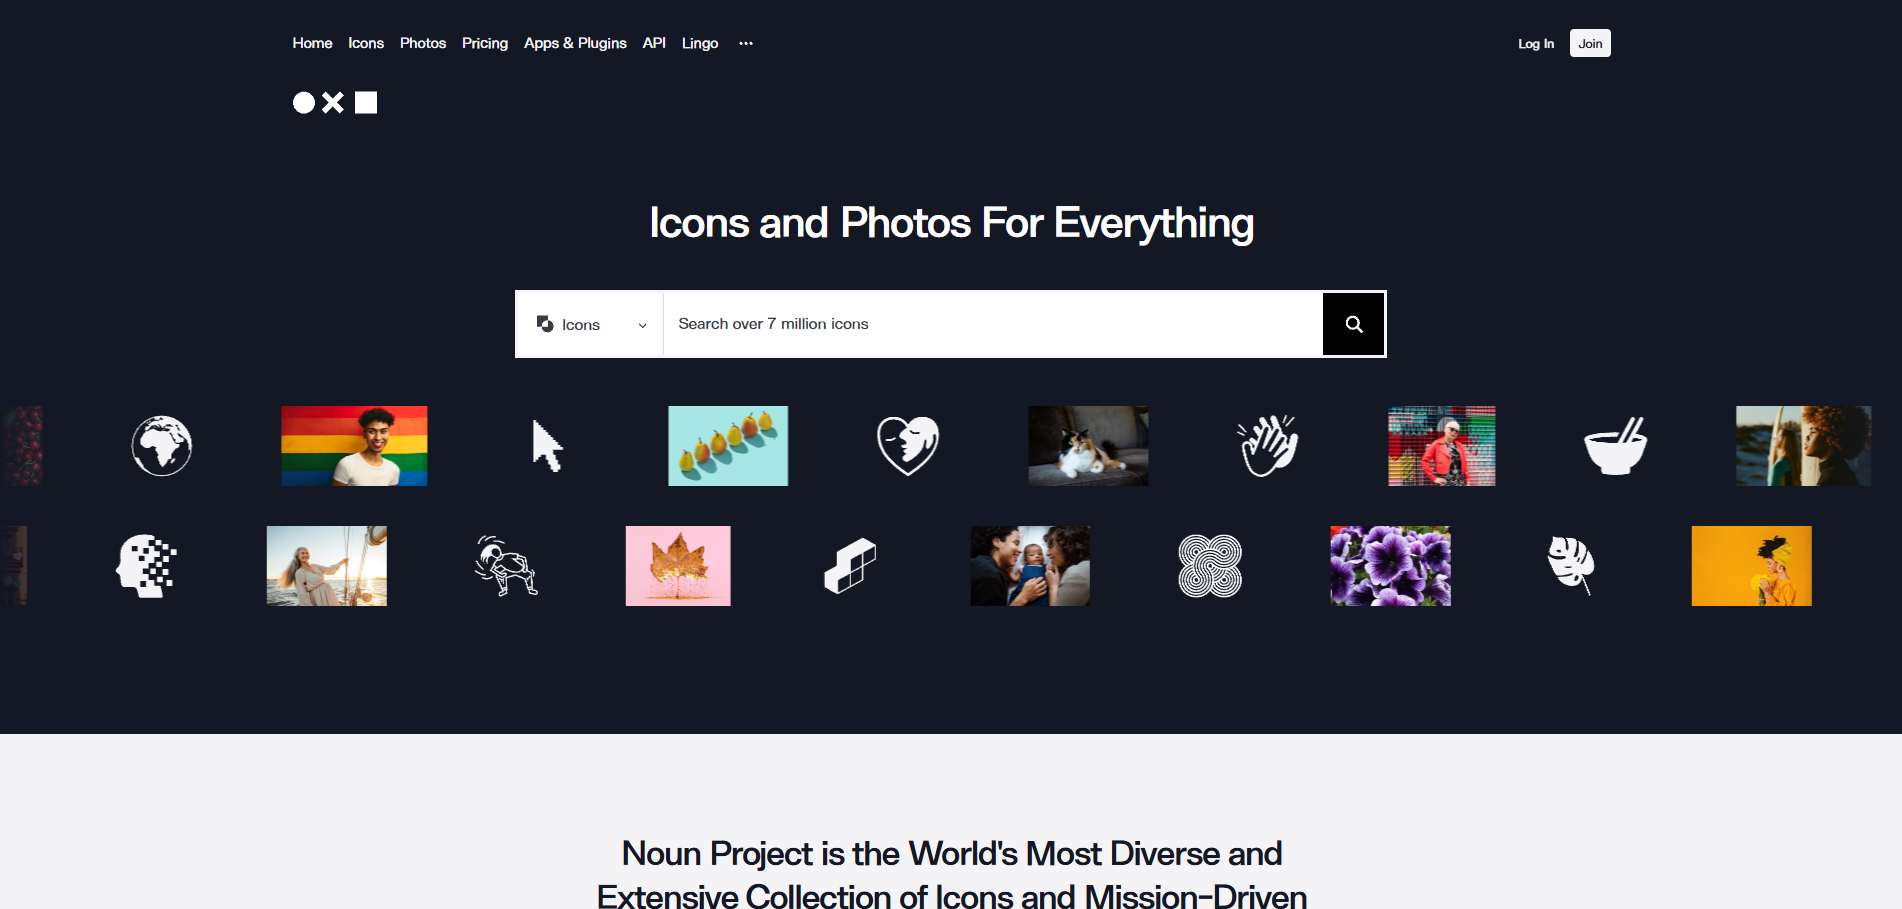 Home Icons Photos Pricing Apps & Plugins API Lingo ··· Log In Join
Icons and Photos For Everything
Icons Search over 7 million icons
Noun Project is the World's Most Diverse and
Extensive Collection of Icons and Mission-Driven